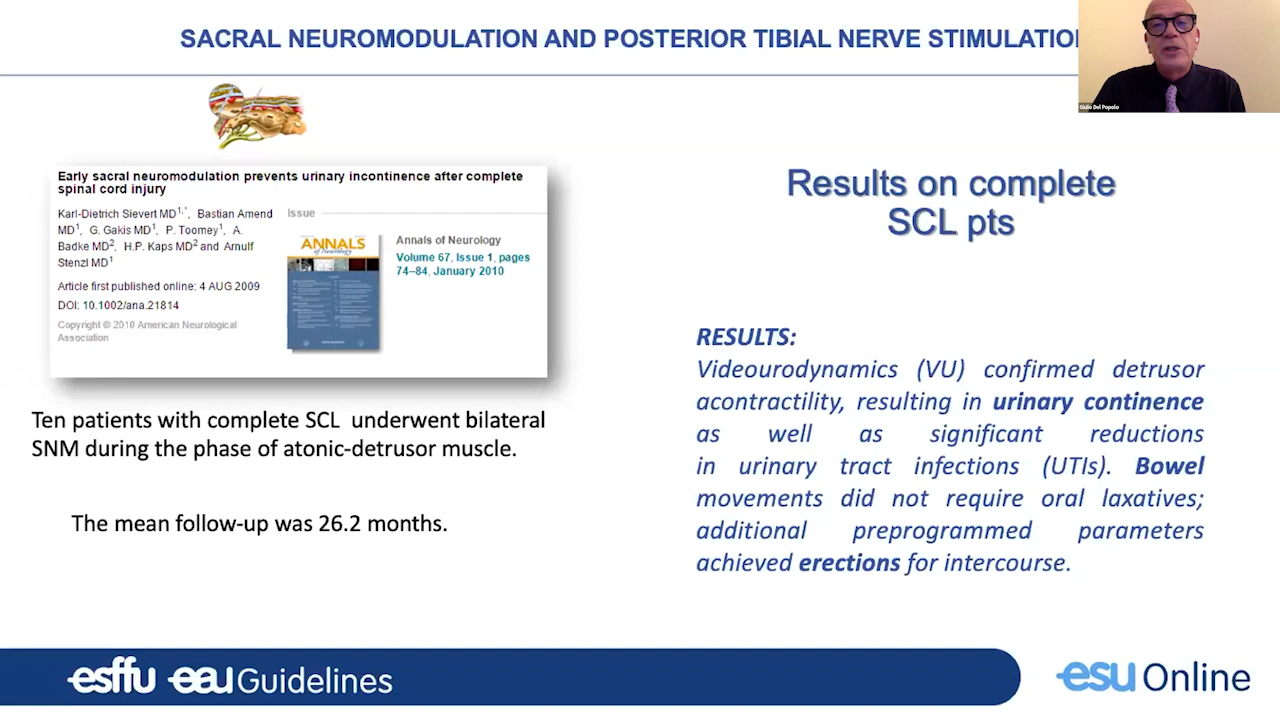 SACRAL NEUROMODULATION AND POSTERIOR TIBIAL NERVE STIMULATIO
Giulio Del Popolo
Early sacral neuromodulation prevents urinary incontinence after complete
spinal cord injury
Karl-Dietrich Sievert MD1,*, Bastian Amend
MD1, G. Gakis MD1, P. Toomey1, A.
Badke MD2, H.P. Kaps MD2 and Arnulf
Stenzl MD1
Article first published online: 4 AUG 2009
DOI: 10.1002/ana.21814
Copyright © 2010 American Neurological
Association
Issue
ANNALS
of Neurology
Annals of Neurology
Volume 67, Issue 1, pages
74–84, January 2010
Ten patients with complete SCL underwent bilateral
SNM during the phase of atonic-detrusor muscle.
The mean follow-up was 26.2 months.
Results on complete
SCL pts
RESULTS:
Videourodynamics (VU) confirmed detrusor
acontractility, resulting in urinary continence
as well as significant reductions
in urinary tract infections (UTIs). Bowel
movements did not require oral laxatives;
additional preprogrammed parameters
achieved erections for intercourse.
esffu eau Guidelines
esu Online